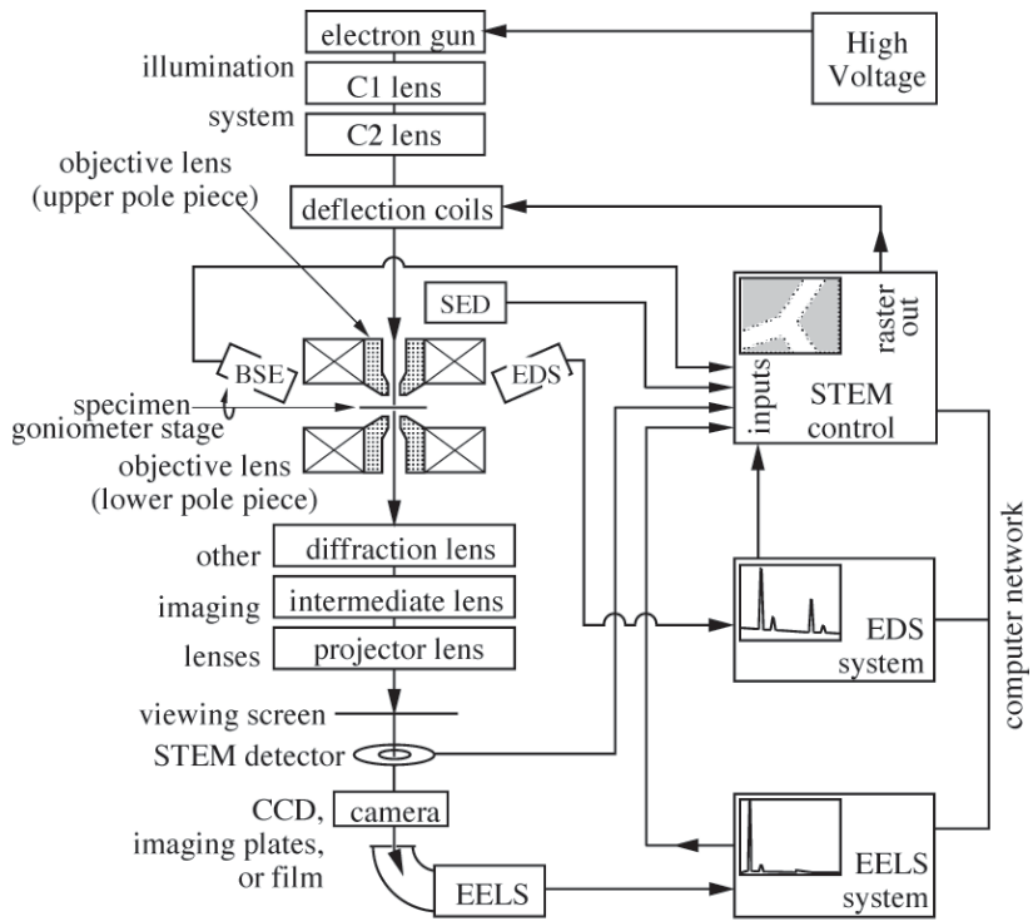 electron gun
High
Voltage
illumination
system
C1 lens
C2 lens
objective lens
(upper pole piece)
deflection coils
SED
BSE
EDS
raster
out
inputs
STEM
control
specimen
goniometer stage
objective lens
(lower pole piece)
other
imaging
lenses
diffraction lens
intermediate lens
projector lens
EDS
system
computer network
viewing screen
STEM detector
CCD,
imaging plates,
or film
camera
EELS
EELS
system